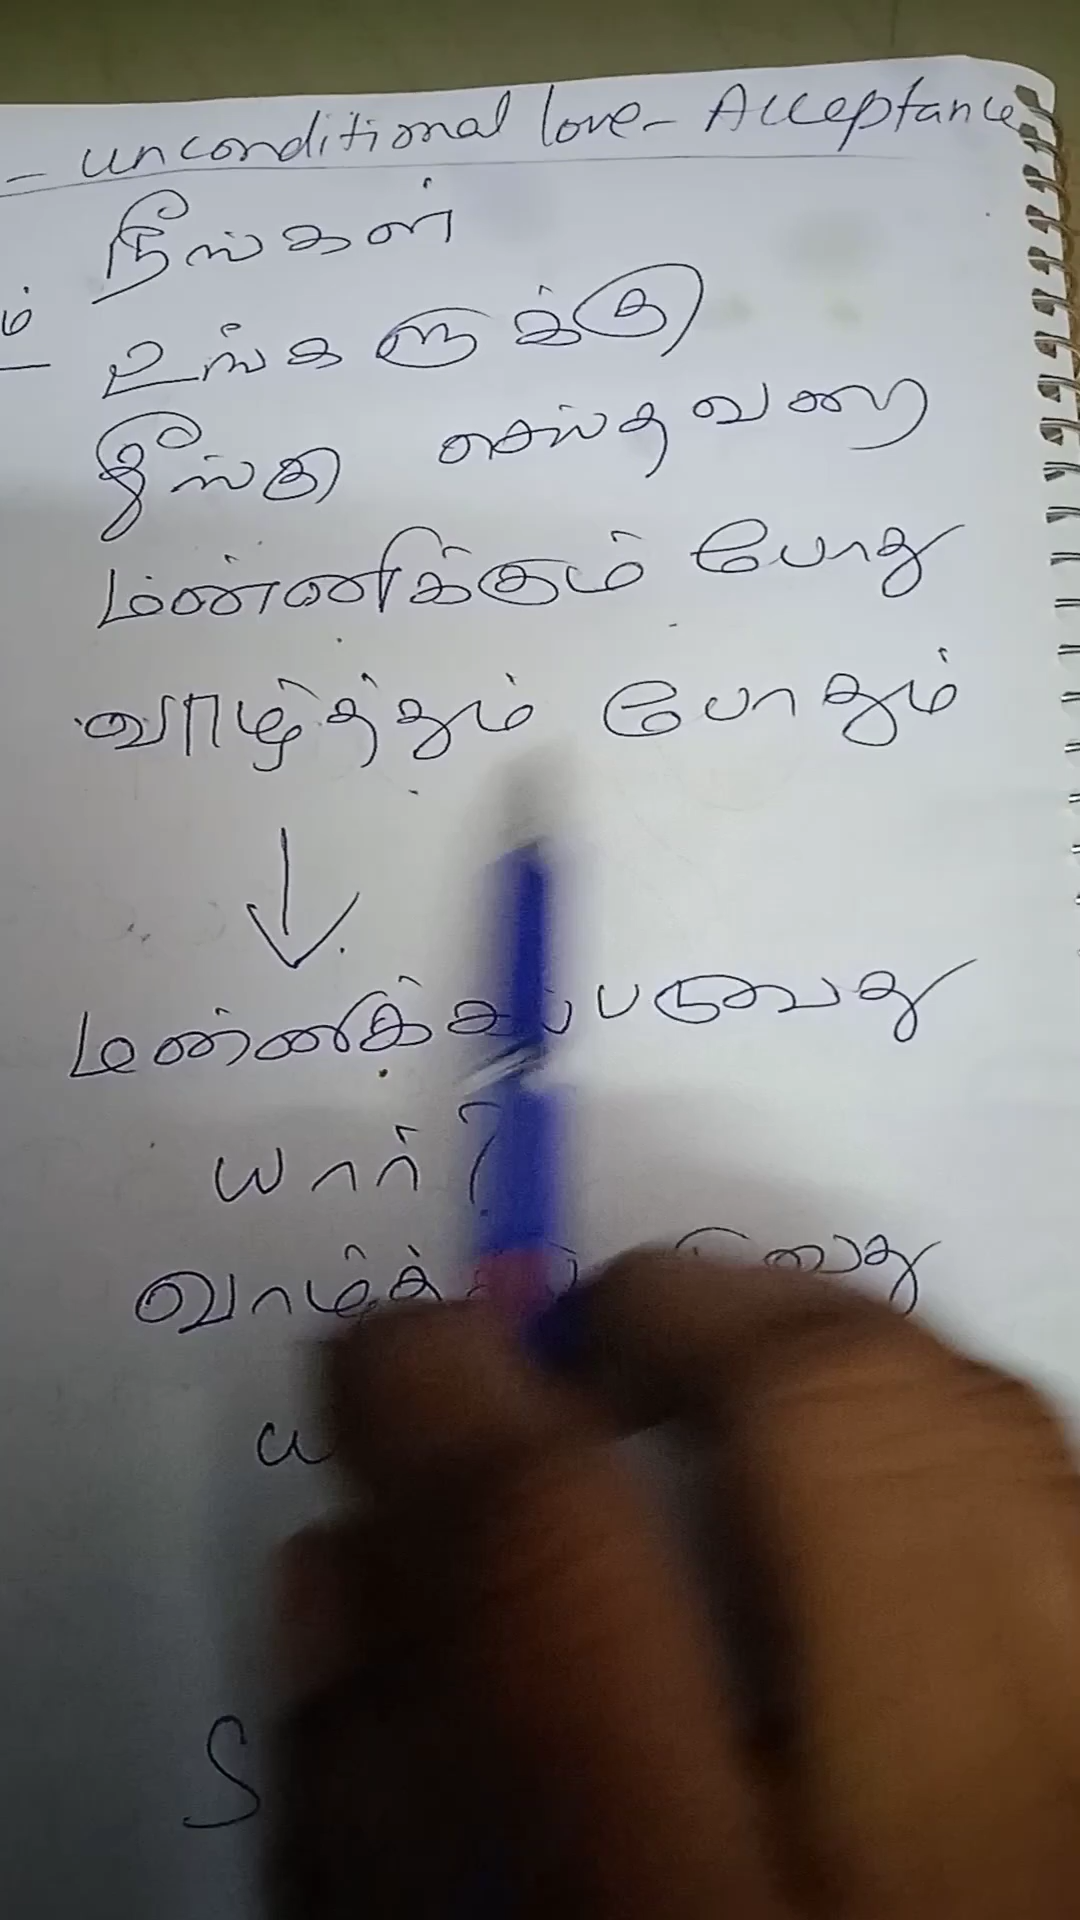 - unconditional love - Acceptance
நீங்கள்
ம்
உங்களுக்கு
தீங்கு செய்தவரை
மன்னிக்கும் போது
வாழ்த்தும் போதும்
மன்னிக்கப்படுவது
யார்?
S